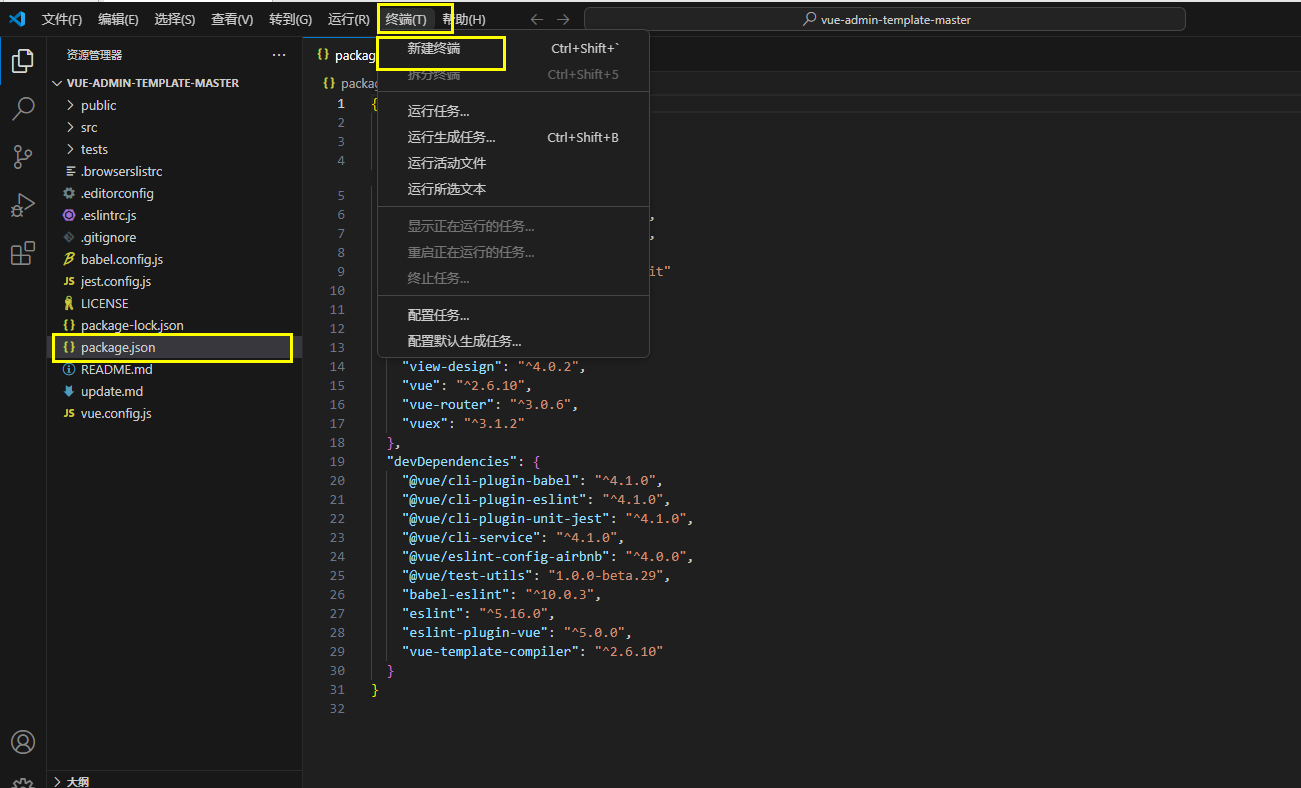 文件(F) 编辑(E) 选择(S) 查看(V) 转到(G) 运行(R) 终端(T) 帮助(H) vue-admin-template-master
资源管理器
VUE-ADMIN-TEMPLATE-MASTER
public
src
tests
.browserslistrc
.editorconfig
.eslintrc.js
.gitignore
babel.config.js
jest.config.js
LICENSE
package-lock.json
package.json
README.md
update.md
vue.config.js
大纲
packag
packag
新建终端 Ctrl+Shift+`
拆分终端 Ctrl+Shift+5
运行任务...
运行生成任务... Ctrl+Shift+B
运行活动文件
运行所选文本
显示正在运行的任务...
重启正在运行的任务...
终止任务...
配置任务...
配置默认生成任务...
1 {
2
3
4
5
6 ,
7 ,
8
9 it"
10
11
12
13
14 "view-design": "^4.0.2",
15 "vue": "^2.6.10",
16 "vue-router": "^3.0.6",
17 "vuex": "^3.1.2"
18 },
19 "devDependencies": {
20 "@vue/cli-plugin-babel": "^4.1.0",
21 "@vue/cli-plugin-eslint": "^4.1.0",
22 "@vue/cli-plugin-unit-jest": "^4.1.0",
23 "@vue/cli-service": "^4.1.0",
24 "@vue/eslint-config-airbnb": "^4.0.0",
25 "@vue/test-utils": "1.0.0-beta.29",
26 "babel-eslint": "^10.0.3",
27 "eslint": "^5.16.0",
28 "eslint-plugin-vue": "^5.0.0",
29 "vue-template-compiler": "^2.6.10"
30 }
31 }
32